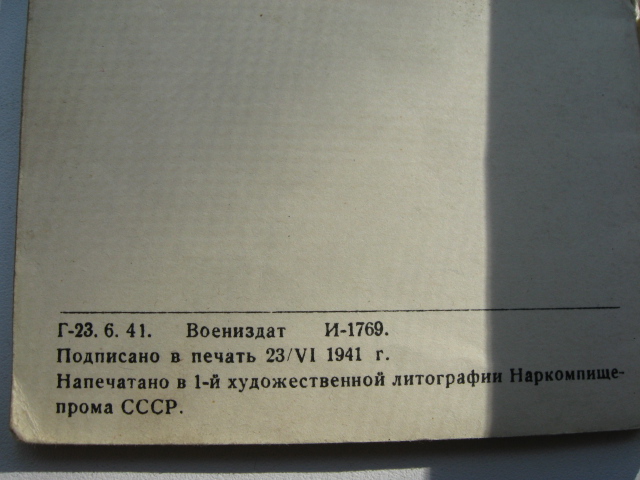 Г-23. 6. 41. Воениздат И-1769.
Подписано в печать 23/VI 1941 г.
Напечатано в 1-й художественной литографии Наркомпище-
прома СССР.